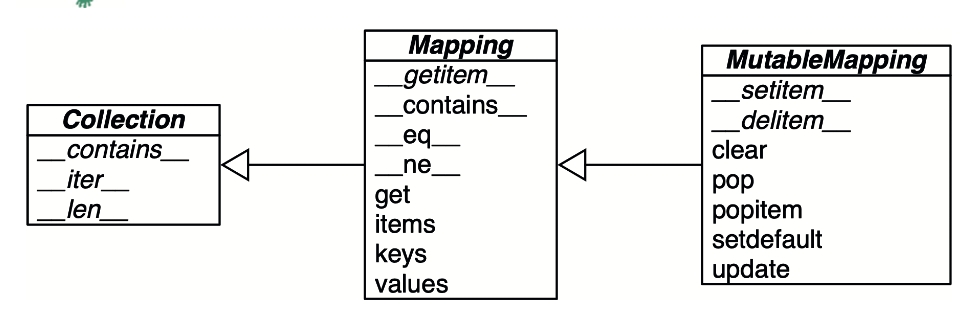 Collection
__contains__
__iter__
__len__
Mapping
__getitem__
__contains__
__eq__
__ne__
get
items
keys
values
MutableMapping
__setitem__
__delitem__
clear
pop
popitem
setdefault
update